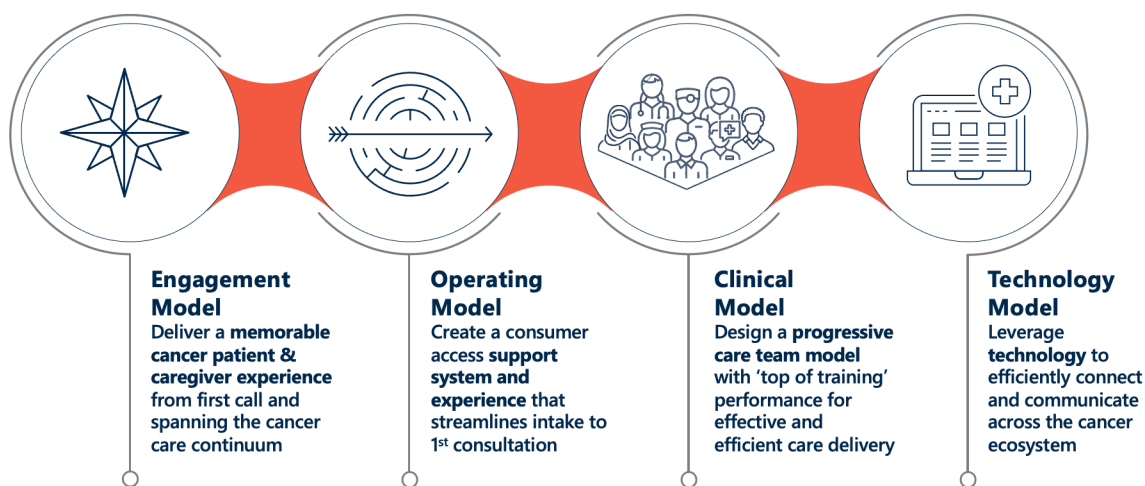 Engagement
Model
Deliver a memorable
cancer patient &
caregiver experience
from first call and
spanning the cancer
care continuum
Operating
Model
Create a consumer
access support
system and
experience that
streamlines intake to
1st consultation
Clinical
Model
Design a progressive
care team model
with ‘top of training’
performance for
effective and
efficient care delivery
Technology
Model
Leverage
technology to
efficiently connect
and communicate
across the cancer
ecosystem